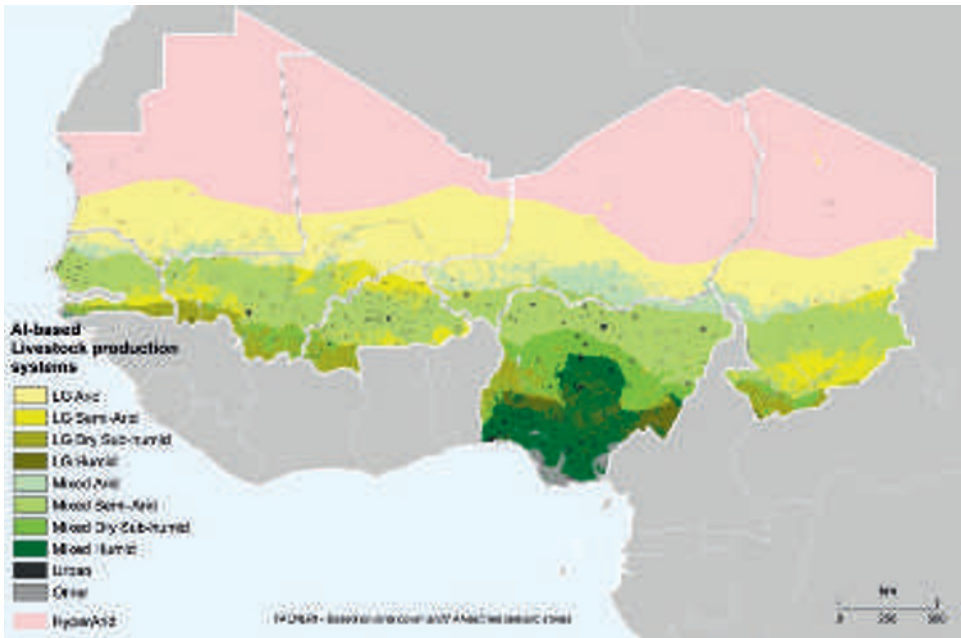 AI-based
Livestock production
systems
LG Arid
LG Semi-Arid
LG Dry Sub-humid
LG Humid
Mixed Arid
Mixed Semi-Arid
Mixed Dry Sub-humid
Mixed Humid
Urban
Other
HyperArid
km
0 250 500